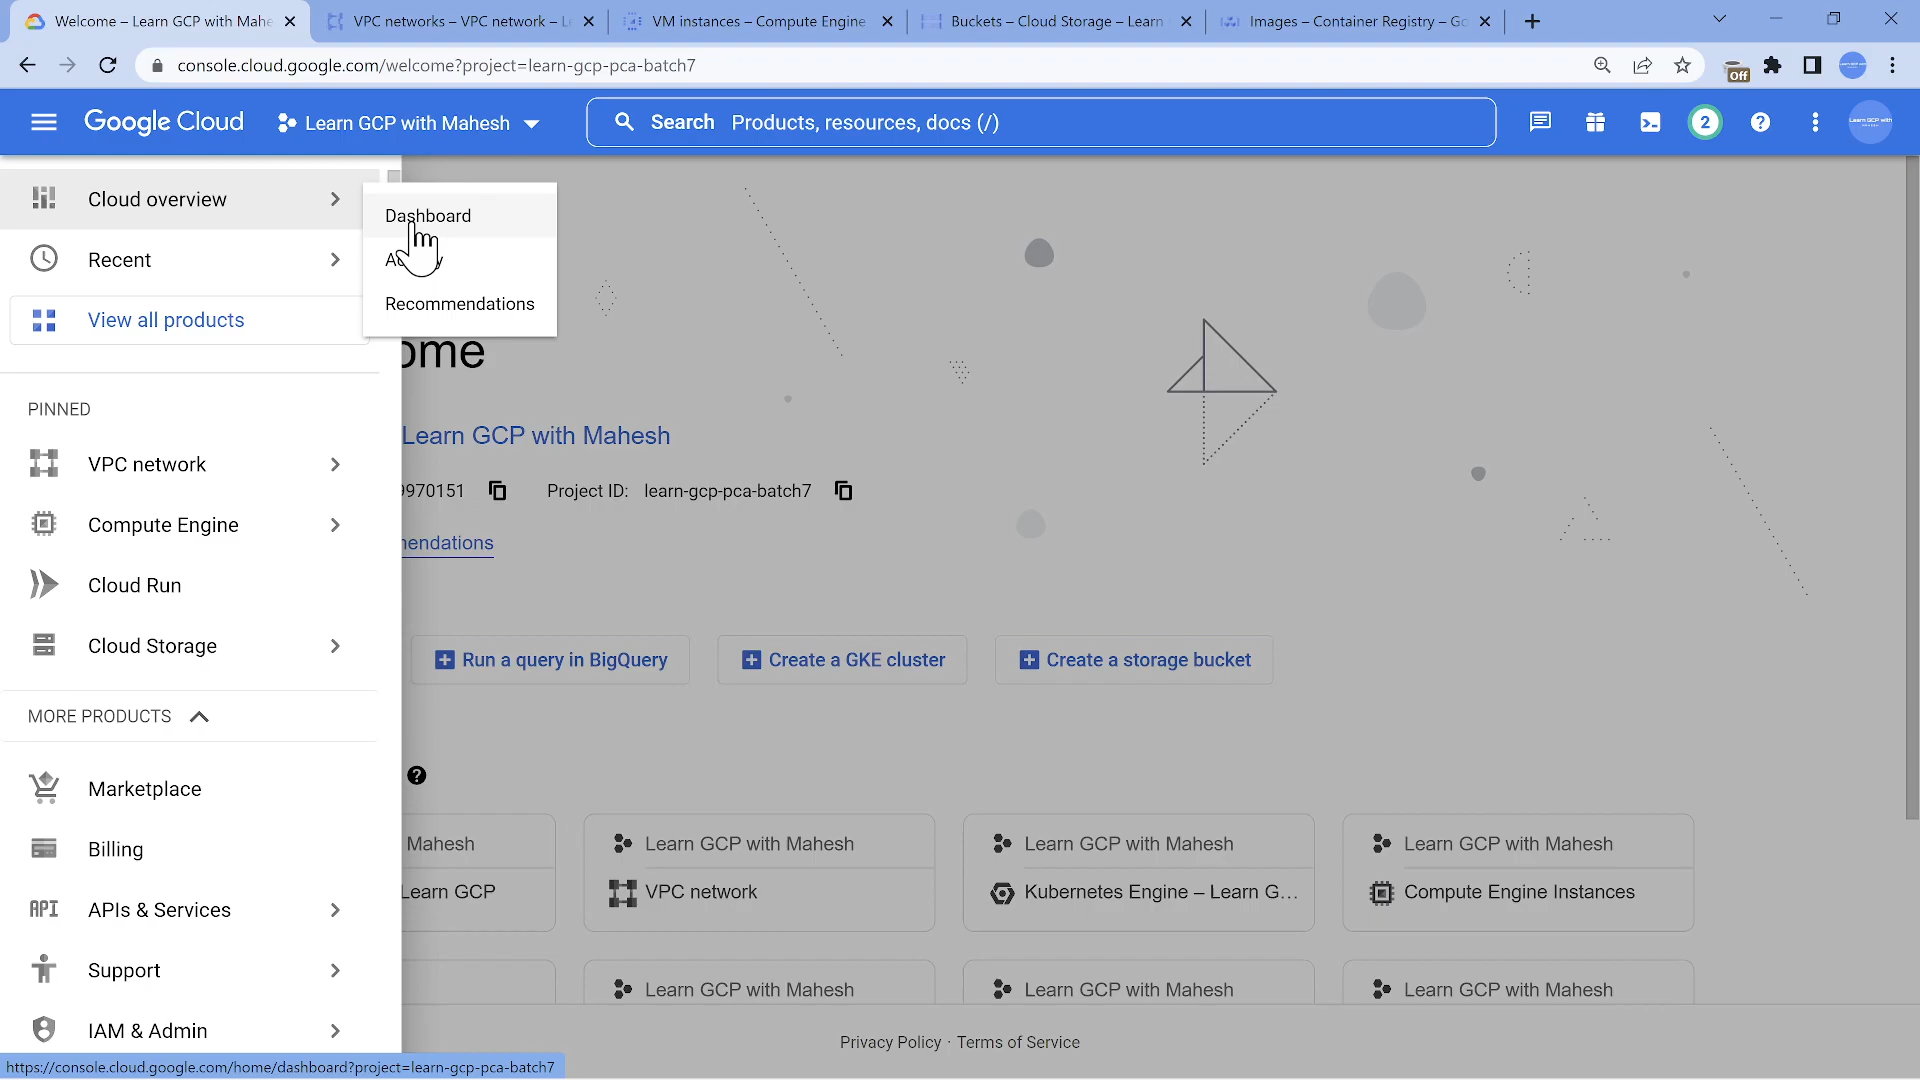 Welcome – Learn GCP with Mahe
VPC networks – VPC network – L
VM instances – Compute Engine
Buckets – Cloud Storage – Learn
Images – Container Registry – Go
console.cloud.google.com/welcome?project=learn-gcp-pca-batch7
Off
Google Cloud
Learn GCP with Mahesh
Search Products, resources, docs (/)
2
Cloud overview
Dashboard
Recent
Recommendations
View all products
ome
PINNED
Learn GCP with Mahesh
VPC network
9970151
Project ID: learn-gcp-pca-batch7
Compute Engine
nendations
Cloud Run
Cloud Storage
Run a query in BigQuery
Create a GKE cluster
Create a storage bucket
MORE PRODUCTS
Marketplace
Mahesh
Learn GCP with Mahesh
Learn GCP with Mahesh
Learn GCP with Mahesh
Billing
Learn GCP
VPC network
Kubernetes Engine – Learn G...
Compute Engine Instances
API APIs & Services
Support
Learn GCP with Mahesh
Learn GCP with Mahesh
Learn GCP with Mahesh
IAM & Admin
Privacy Policy · Terms of Service
https://console.cloud.google.com/home/dashboard?project=learn-gcp-pca-batch7